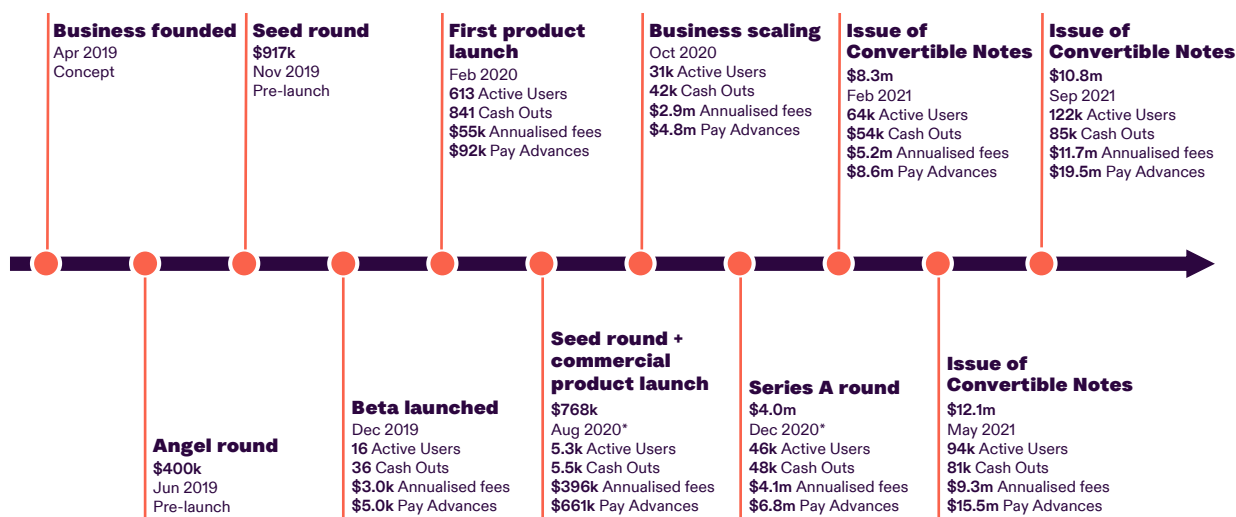 Business founded
Apr 2019
Concept
Seed round
$917k
Nov 2019
Pre-launch
First product
launch
Feb 2020
613 Active Users
841 Cash Outs
$55k Annualised fees
$92k Pay Advances
Business scaling
Oct 2020
31k Active Users
42k Cash Outs
$2.9m Annualised fees
$4.8m Pay Advances
Issue of
Convertible Notes
$8.3m
Feb 2021
64k Active Users
$54k Cash Outs
$5.2m Annualised fees
$8.6m Pay Advances
Issue of
Convertible Notes
$10.8m
Sep 2021
122k Active Users
85k Cash Outs
$11.7m Annualised fees
$19.5m Pay Advances
Angel round
$400k
Jun 2019
Pre-launch
Beta launched
Dec 2019
16 Active Users
36 Cash Outs
$3.0k Annualised fees
$5.0k Pay Advances
Seed round +
commercial
product launch
$768k
Aug 2020*
5.3k Active Users
5.5k Cash Outs
$396k Annualised fees
$661k Pay Advances
Series A round
$4.0m
Dec 2020*
46k Active Users
48k Cash Outs
$4.1m Annualised fees
$6.8m Pay Advances
Issue of
Convertible Notes
$12.1m
May 2021
94k Active Users
81k Cash Outs
$9.3m Annualised fees
$15.5m Pay Advances